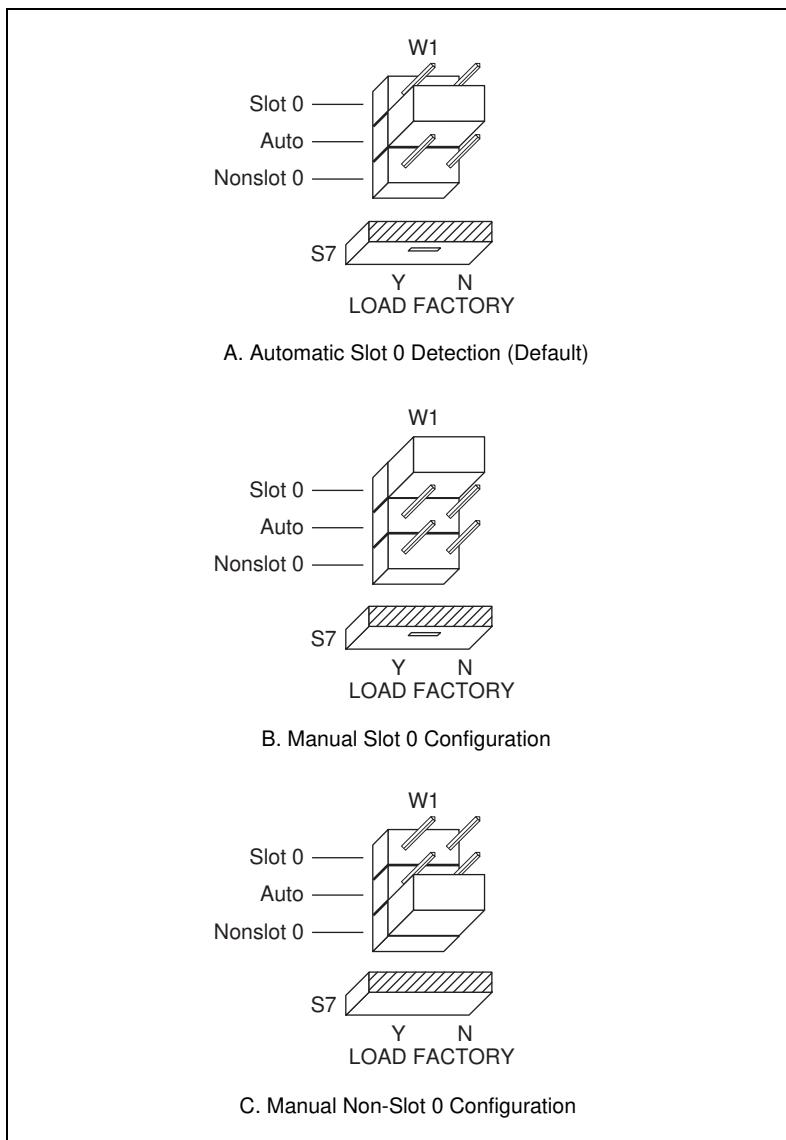 W1
Slot 0
Auto
Nonslot 0
S7
Y N
LOAD FACTORY
A. Automatic Slot 0 Detection (Default)
W1
Slot 0
Auto
Nonslot 0
S7
Y N
LOAD FACTORY
B. Manual Slot 0 Configuration
W1
Slot 0
Auto
Nonslot 0
S7
Y N
LOAD FACTORY
C. Manual Non-Slot 0 Configuration